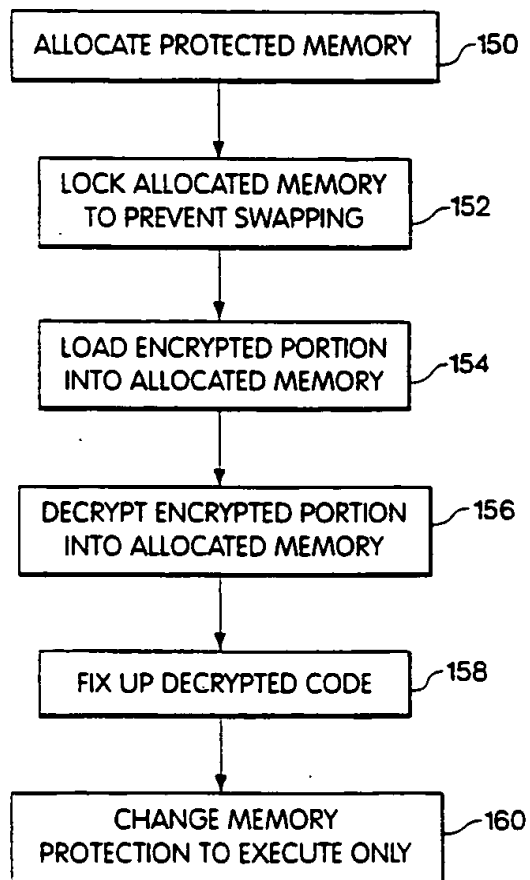 ALLOCATE PROTECTED MEMORY
150
LOCK ALLOCATED MEMORY
TO PREVENT SWAPPING
152
LOAD ENCRYPTED PORTION
INTO ALLOCATED MEMORY
154
DECRYPT ENCRYPTED PORTION
INTO ALLOCATED MEMORY
156
FIX UP DECRYPTED CODE
158
CHANGE MEMORY
PROTECTION TO EXECUTE ONLY
160